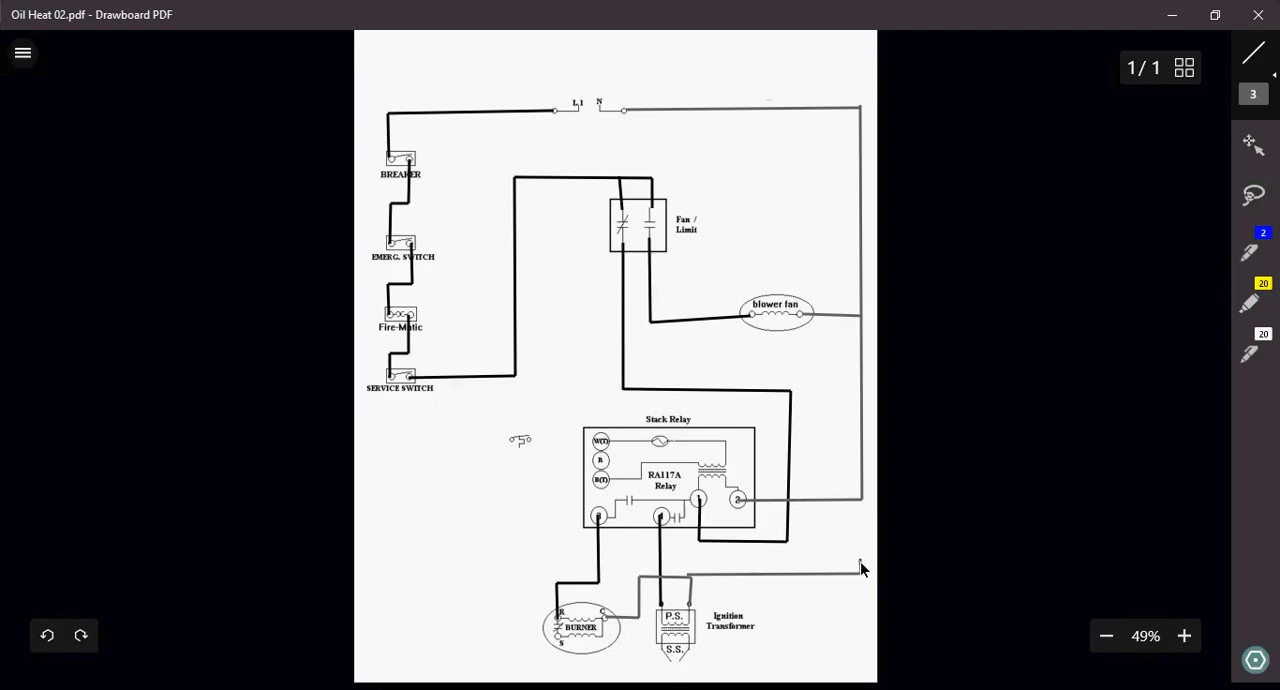 Oil Heat 02.pdf - Drawboard PDF
1 / 1
3
2
20
20
L1 N
BREAKER
Fan /
Limit
EMERG. SWITCH
blower fan
Fire-Matic
SERVICE SWITCH
Stack Relay
W(T)
R
B(T)
RA117A
Relay
1
2
3
4
R C
BURNER
S
P.S.
S.S.
Ignition
Transformer
49%